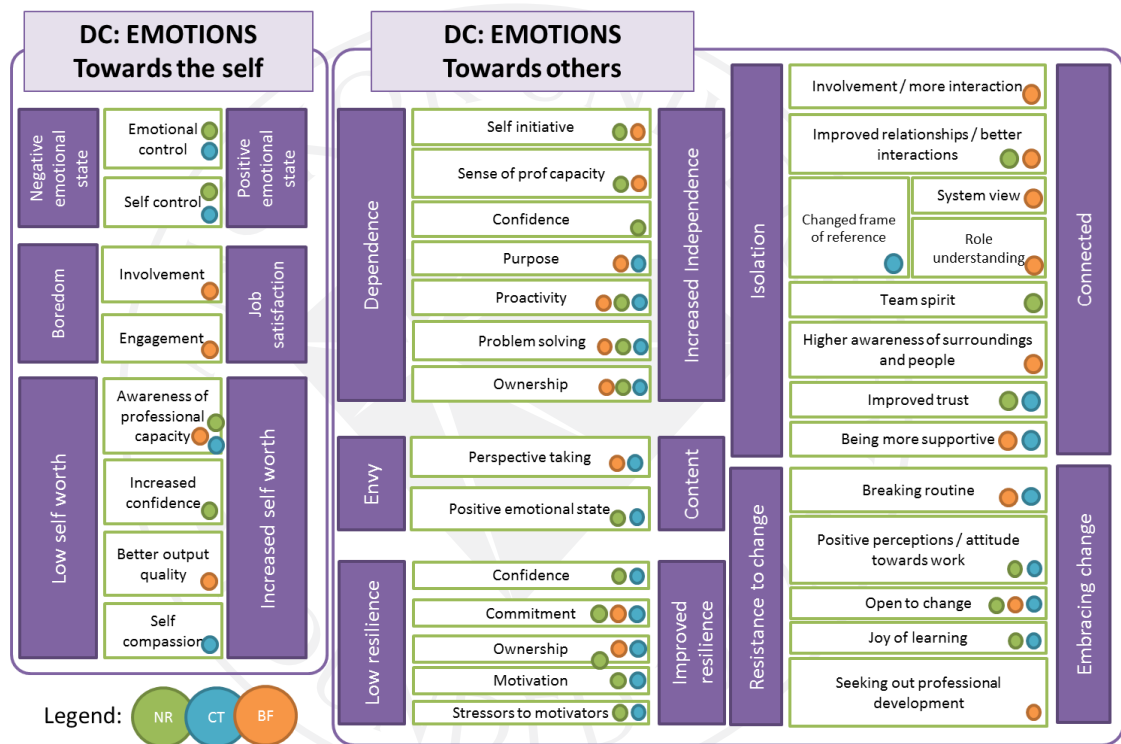 DC: EMOTIONS
Towards the self
Negative
emotional
state
Emotional
control
Self control
Positive
emotional
state
Boredom
Involvement
Engagement
Job
satisfaction
Low self worth
Awareness of
professional
capacity
Increased
confidence
Better output
quality
Self
compassion
Increased self worth
DC: EMOTIONS
Towards others
Dependence
Self initiative
Sense of prof capacity
Confidence
Purpose
Proactivity
Problem solving
Ownership
Increased Independence
Envy
Perspective taking
Positive emotional state
Content
Low resilience
Confidence
Commitment
Ownership
Motivation
Stressors to motivators
Improved
resilience
Isolation
Involvement / more interaction
Improved relationships / better
interactions
Changed frame
of reference
System view
Role
understanding
Team spirit
Higher awareness of surroundings
and people
Improved trust
Being more supportive
Connected
Resistance to change
Breaking routine
Positive perceptions / attitude
towards work
Open to change
Joy of learning
Seeking out professional
development
Embracing change
Legend: NR CT BF